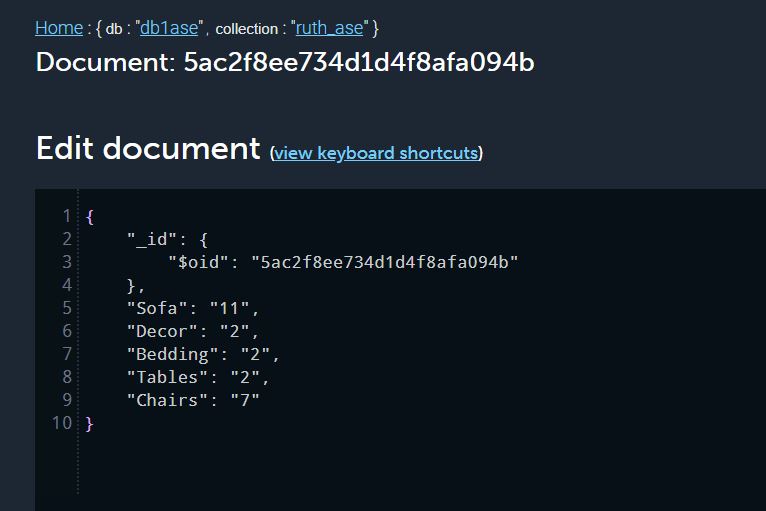 Home : { db : "db1ase", collection : "ruth_ase" }
Document: 5ac2f8ee734d1d4f8afa094b
Edit document (view keyboard shortcuts)
1 {
2 "_id": {
3 "$oid": "5ac2f8ee734d1d4f8afa094b"
4 },
5 "Sofa": "11",
6 "Decor": "2",
7 "Bedding": "2",
8 "Tables": "2",
9 "Chairs": "7"
10 }